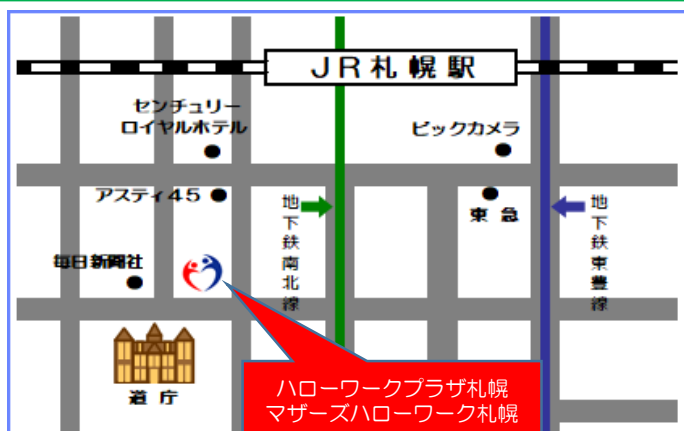 JR札幌駅
センチュリー
ロイヤルホテル
ビックカメラ
アスティ45
東急
地下鉄南北線
地下鉄東豊線
毎日新聞社
道庁
ハローワークプラザ札幌
マザーズハローワーク札幌